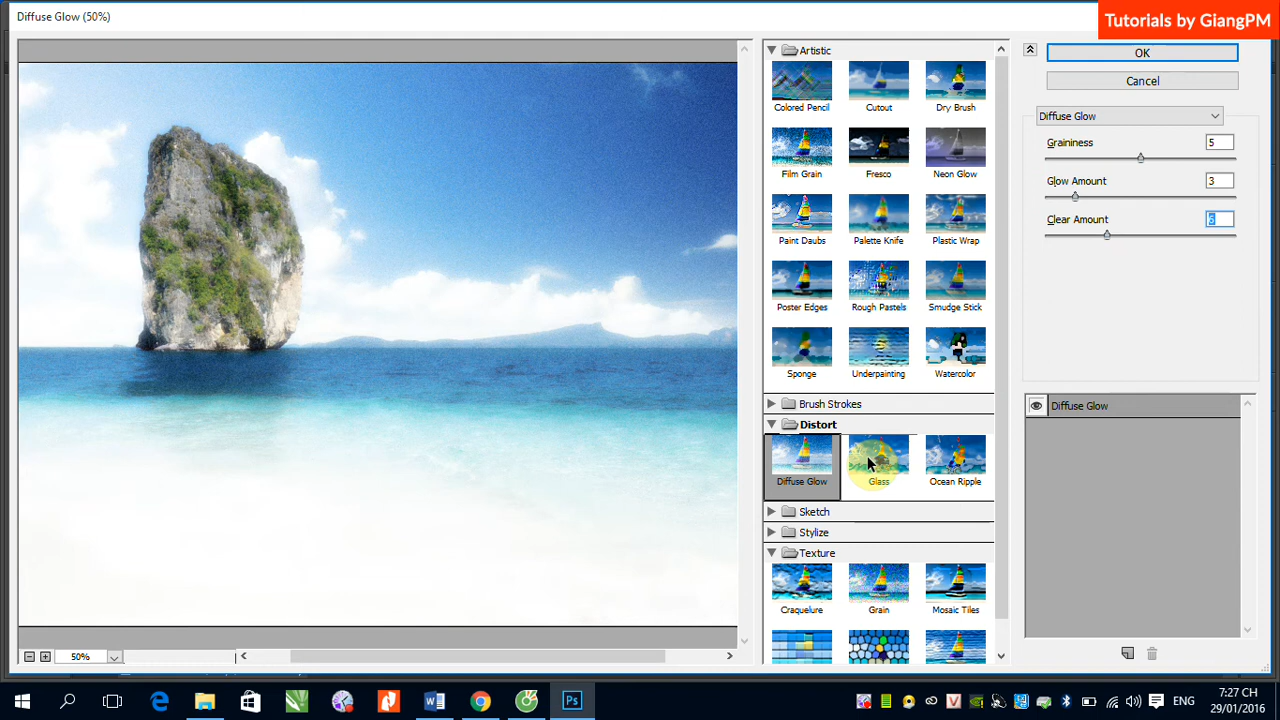 Diffuse Glow (50%)
Tutorials by GiangPM
Artistic
Colored Pencil
Cutout
Dry Brush
Film Grain
Fresco
Neon Glow
Paint Daubs
Palette Knife
Plastic Wrap
Poster Edges
Rough Pastels
Smudge Stick
Sponge
Underpainting
Watercolor
Brush Strokes
Distort
Diffuse Glow
Glass
Ocean Ripple
Sketch
Stylize
Texture
Craquelure
Grain
Mosaic Tiles
OK
Cancel
Diffuse Glow
Graininess 5
Glow Amount 3
Clear Amount 6
Diffuse Glow
50%
W
Ps
ENG
7:27 CH
29/01/2016